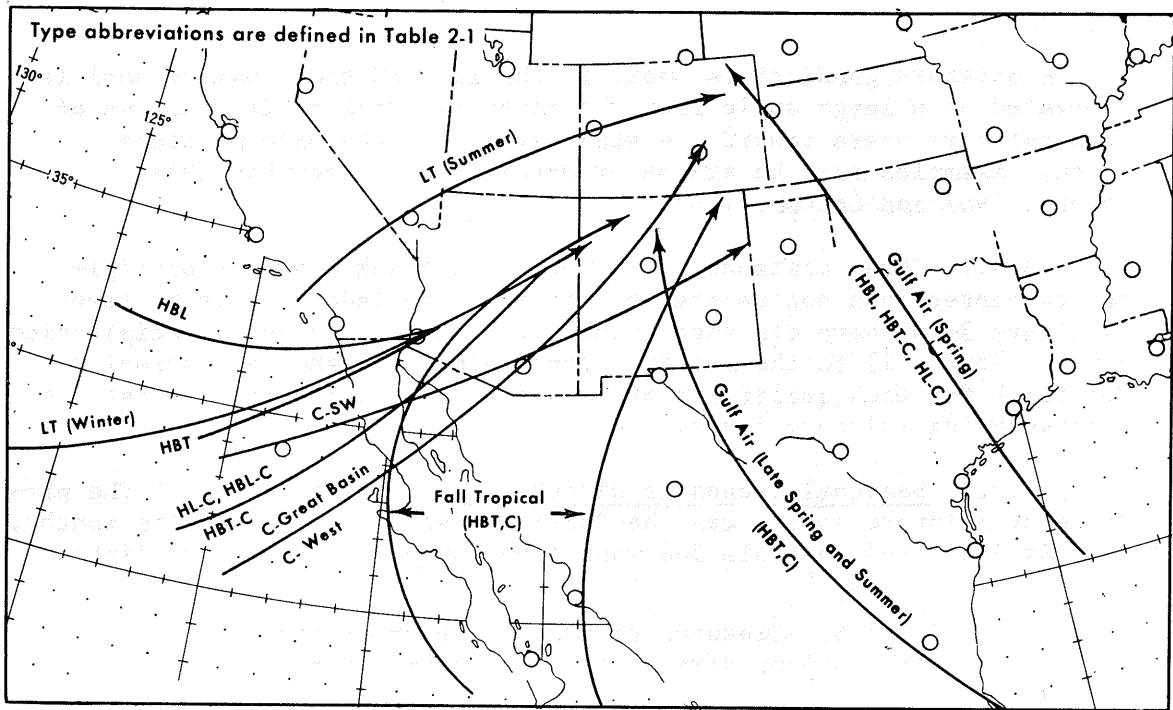 Type abbreviations are defined in Table 2-1
130°
125°
35°
LT (Summer)
HBL
LT (Winter)
HBT
C-SW
HL-C, HBL-C
HBT-C
C-Great Basin
C- West
Fall Tropical
(HBT,C)
Gulf Air (Late Spring and Summer)
(HBT,C)
Gulf Air (Spring)
(HBL, HBT-C, HL-C)